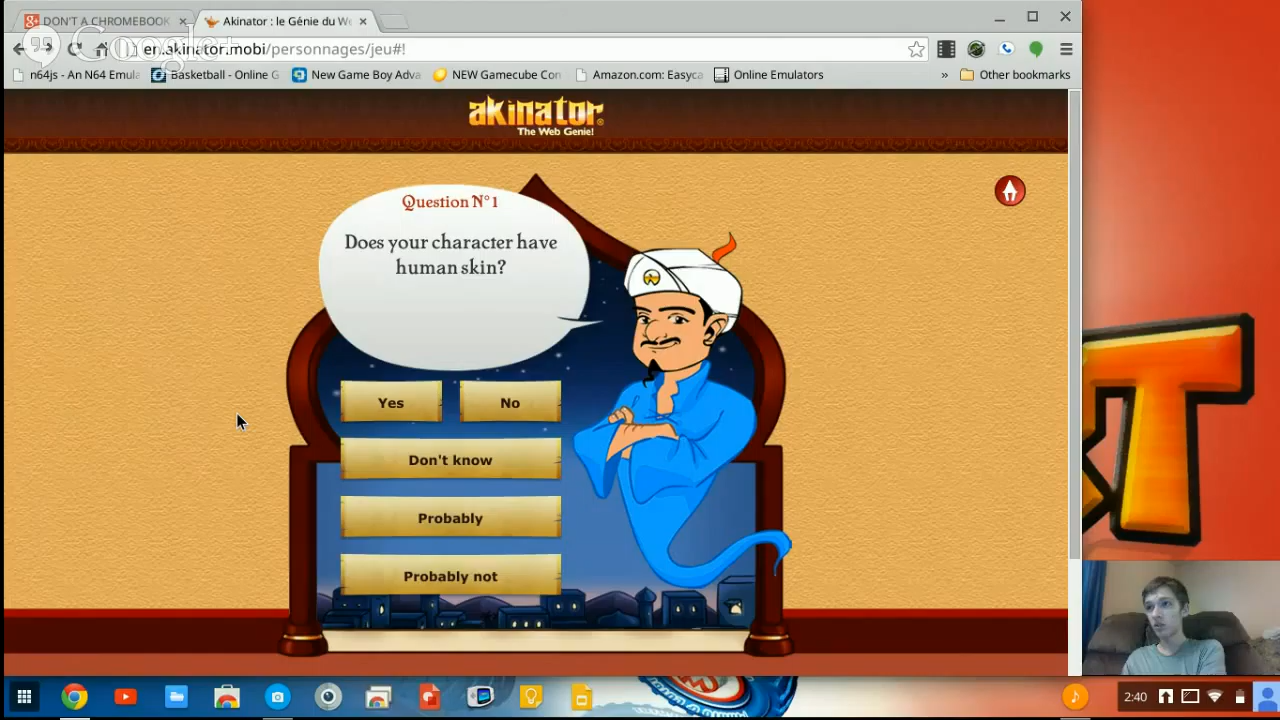 DON'T A CHROMEBOOK
Akinator : le Génie du We
Google+
en.akinator.mobi/personnages/jeu#!
n64js - An N64 Emula
Basketball - Online G
New Game Boy Adva
NEW Gamecube Con
Amazon.com: Easyca
Online Emulators
»
Other bookmarks
akinator
The Web Genie!
Question N° 1
Does your character have
human skin?
Yes
No
Don't know
Probably
Probably not
T
2:40